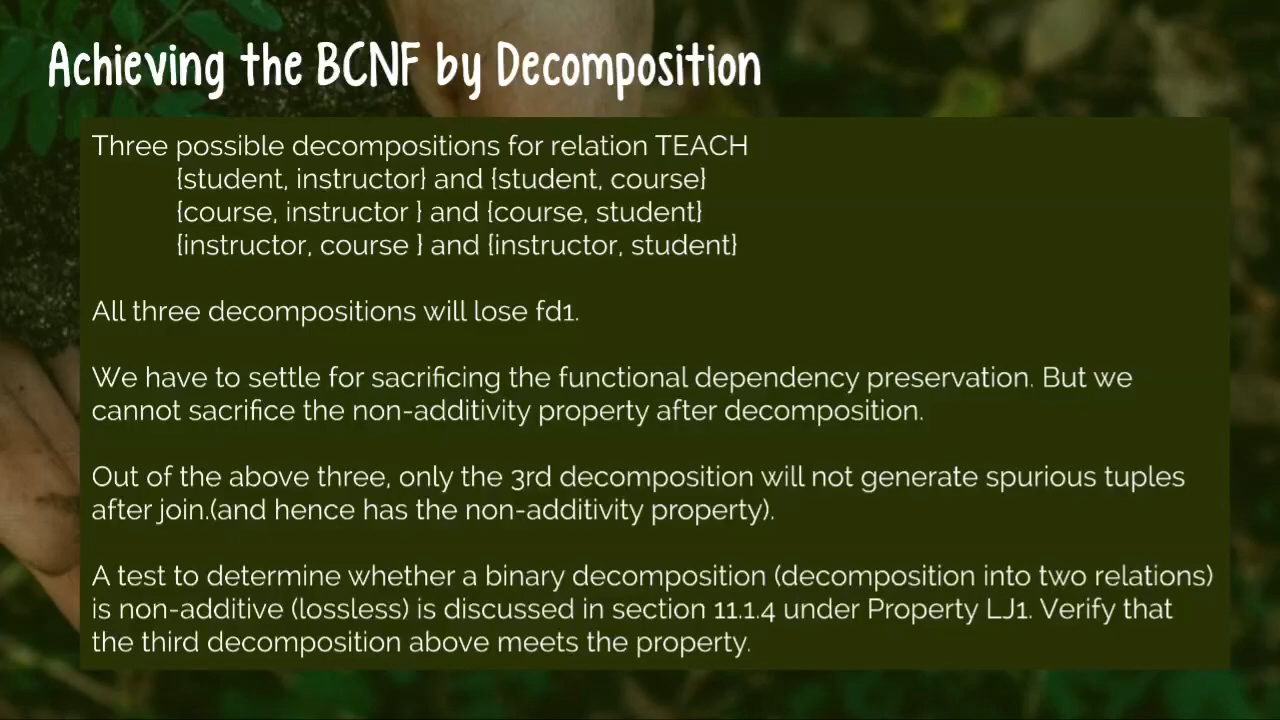 Achieving the BCNF by Decomposition
Three possible decompositions for relation TEACH
{student, instructor} and {student, course}
{course, instructor } and {course, student}
{instructor, course } and {instructor, student}
All three decompositions will lose fd1.
We have to settle for sacrificing the functional dependency preservation. But we
cannot sacrifice the non-additivity property after decomposition.
Out of the above three, only the 3rd decomposition will not generate spurious tuples
after join.(and hence has the non-additivity property).
A test to determine whether a binary decomposition (decomposition into two relations)
is non-additive (lossless) is discussed in section 11.1.4 under Property LJ1. Verify that
the third decomposition above meets the property.